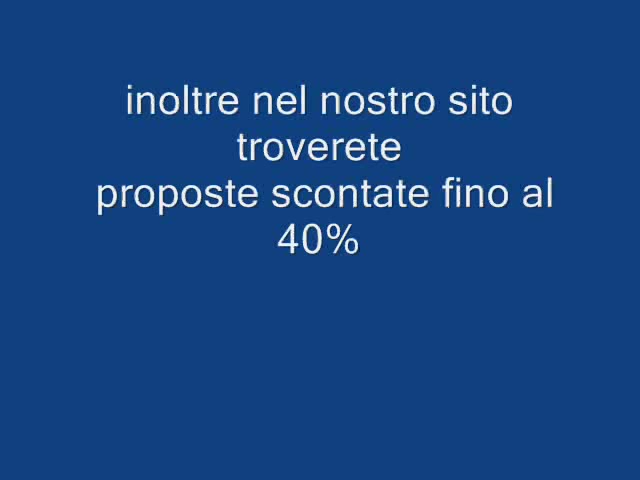 inoltre nel nostro sito
troverete
proposte scontate fino al
40%